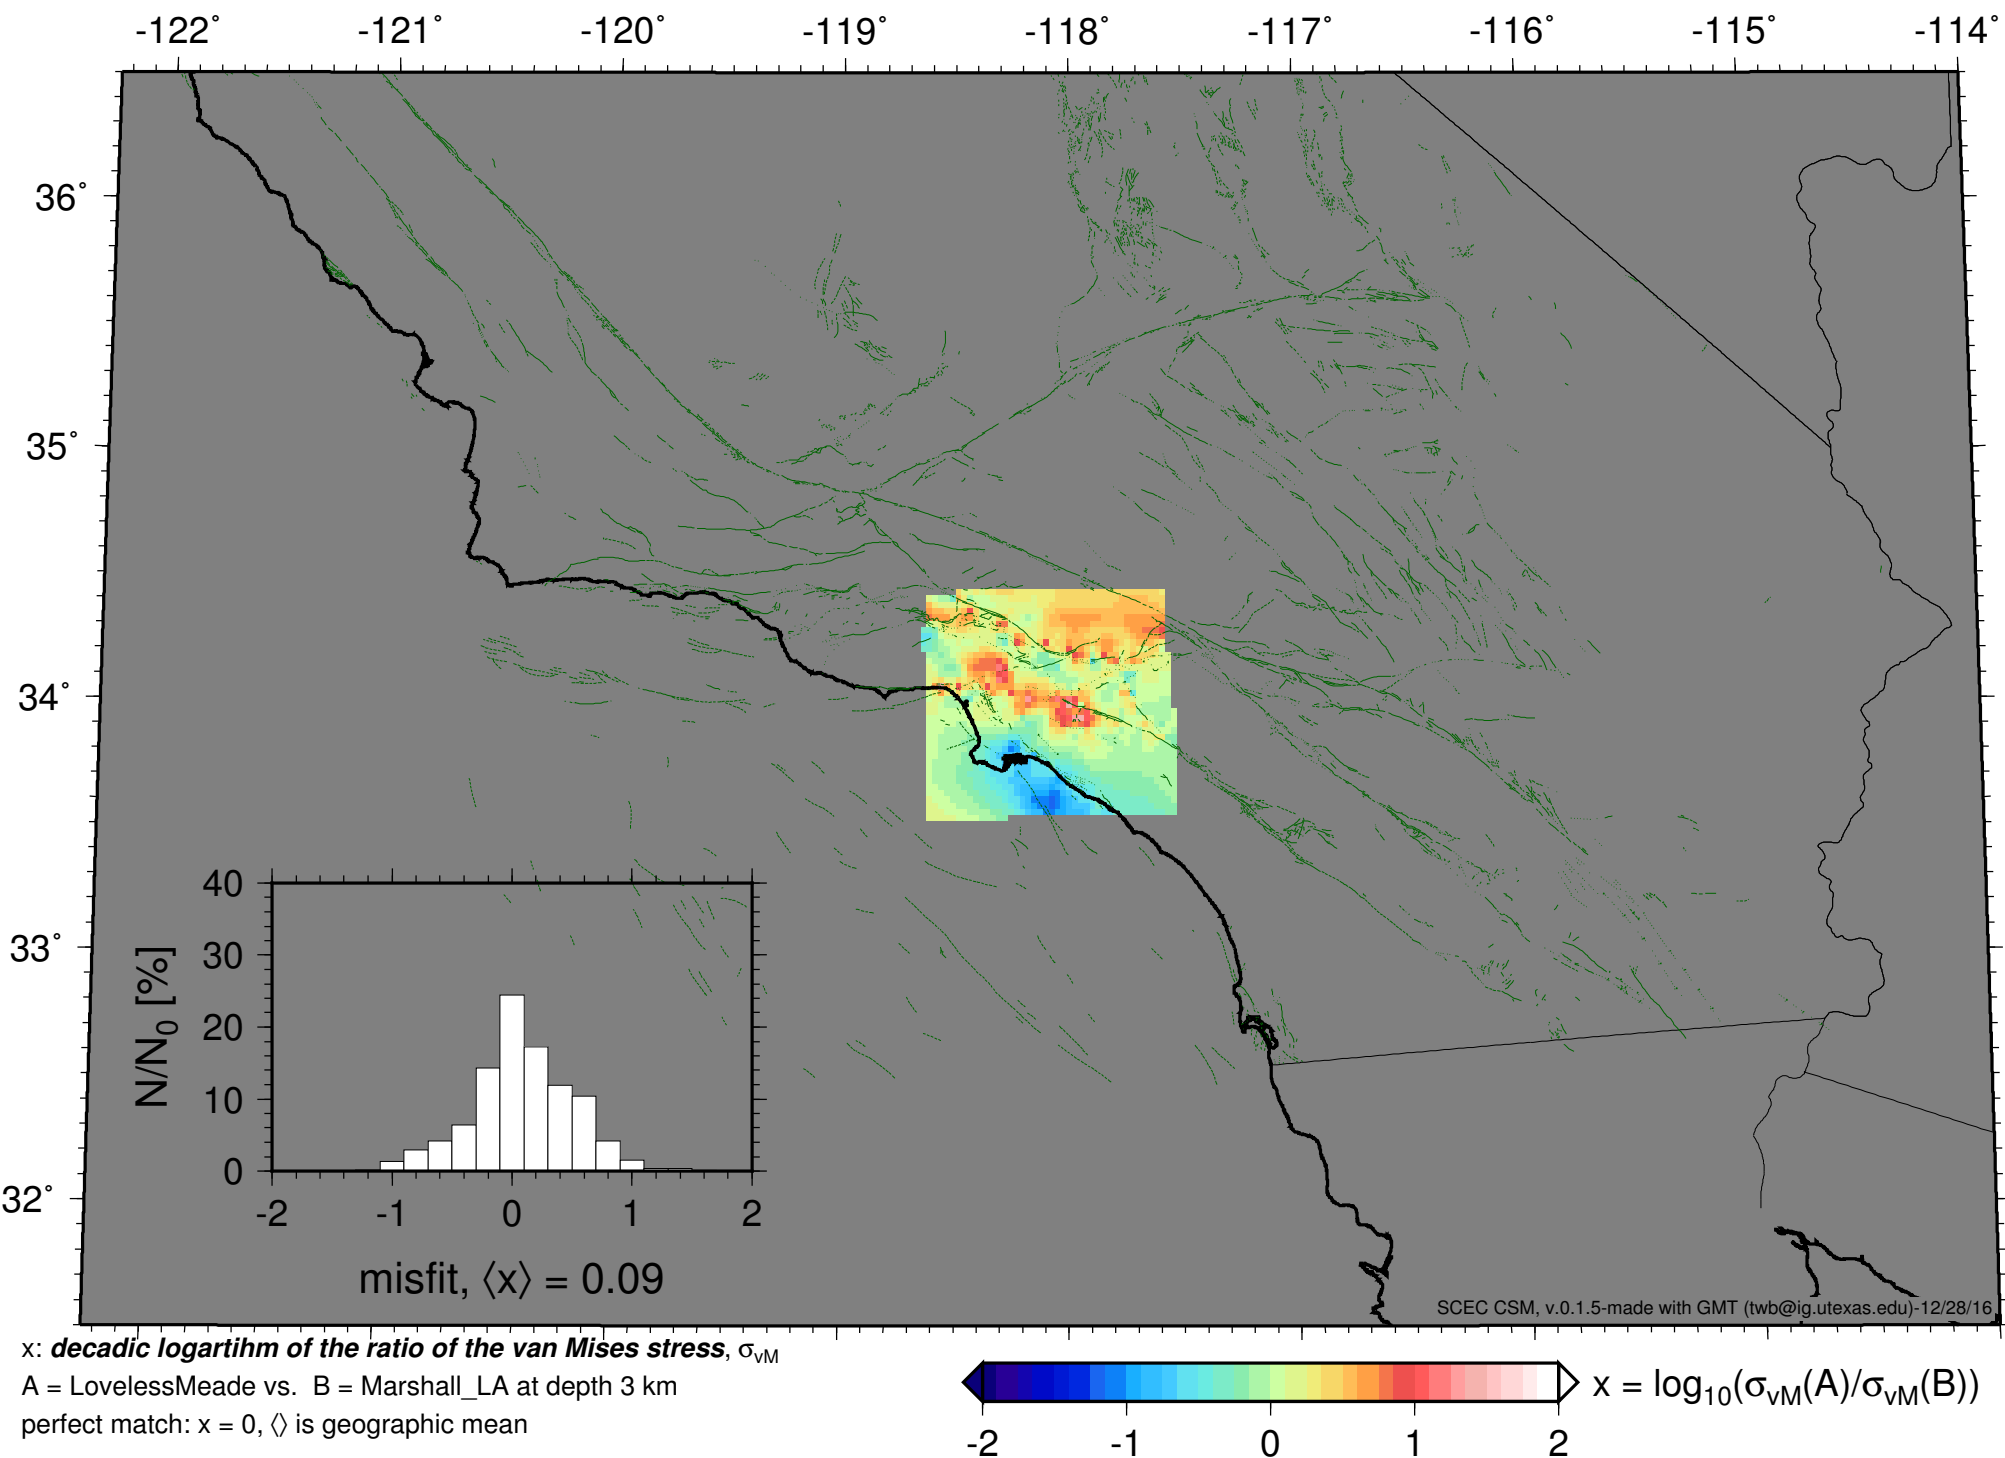 -122˚ -121˚ -120˚ -119˚ -118˚ -117˚ -116˚ -115˚ -114˚
36˚
35˚
34˚
33˚
32˚
40
30
20
10
0
N/N0 [%]
-2 -1 0 1 2
misfit, ⟨x⟩ = 0.09
SCEC CSM, v.0.1.5-made with GMT (twb@ig.utexas.edu)-12/28/16
x: decadic logartihm of the ratio of the van Mises stress, σvM
A = LovelessMeade vs. B = Marshall_LA at depth 3 km
perfect match: x = 0, ⟨⟩ is geographic mean
x = log10(σvM(A)/σvM(B))
-2 -1 0 1 2